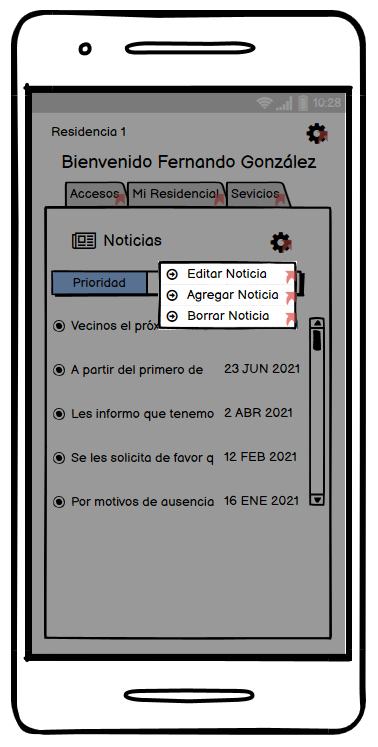 10:28
Residencia 1
Bienvenido Fernando González
Accesos Mi Residencial Sevicios
Noticias
Editar Noticia
Prioridad
Agregar Noticia
Borrar Noticia
Vecinos el próx
A partir del primero de 23 JUN 2021
Les informo que tenemo 2 ABR 2021
Se les solicita de favor q 12 FEB 2021
Por motivos de ausencia 16 ENE 2021